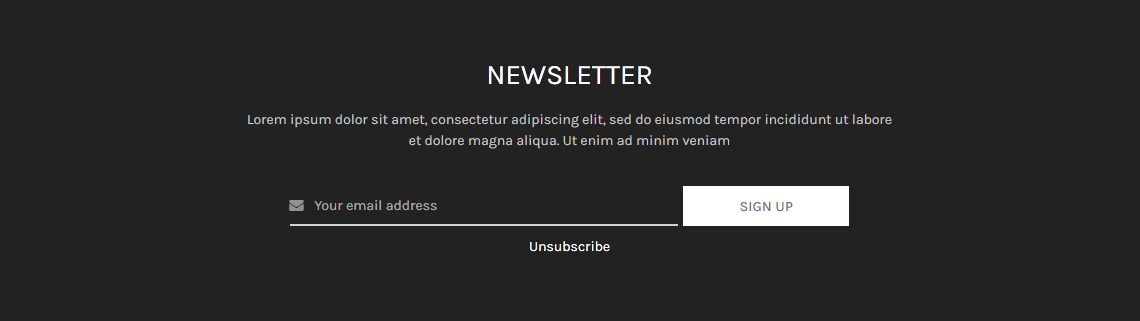 NEWSLETTER
Lorem ipsum dolor sit amet, consectetur adipiscing elit, sed do eiusmod tempor incididunt ut labore
et dolore magna aliqua. Ut enim ad minim veniam
Your email address
SIGN UP
Unsubscribe